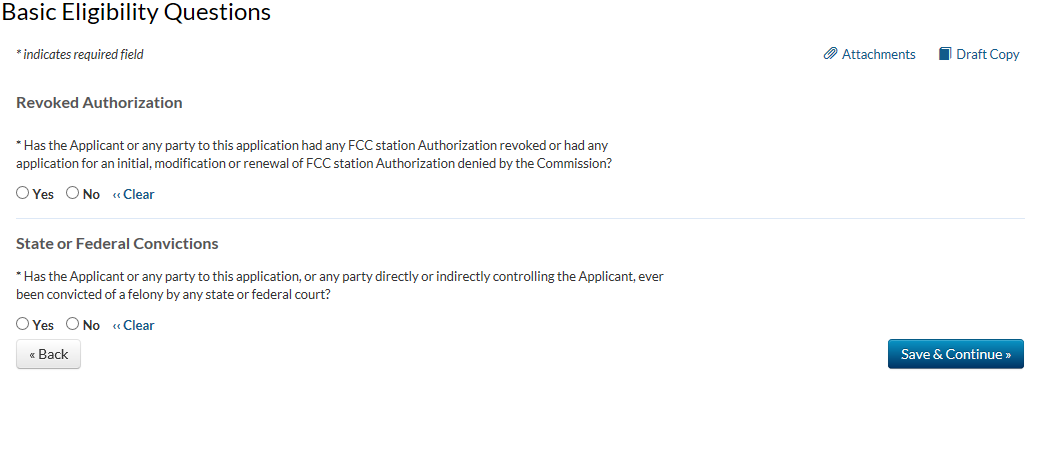 Basic Eligibility Questions
* indicates required field
Attachments
Draft Copy
Revoked Authorization
* Has the Applicant or any party to this application had any FCC station Authorization revoked or had any
application for an initial, modification or renewal of FCC station Authorization denied by the Commission?
Yes No ‹‹ Clear
State or Federal Convictions
* Has the Applicant or any party to this application, or any party directly or indirectly controlling the Applicant, ever
been convicted of a felony by any state or federal court?
Yes No ‹‹ Clear
« Back
Save & Continue »